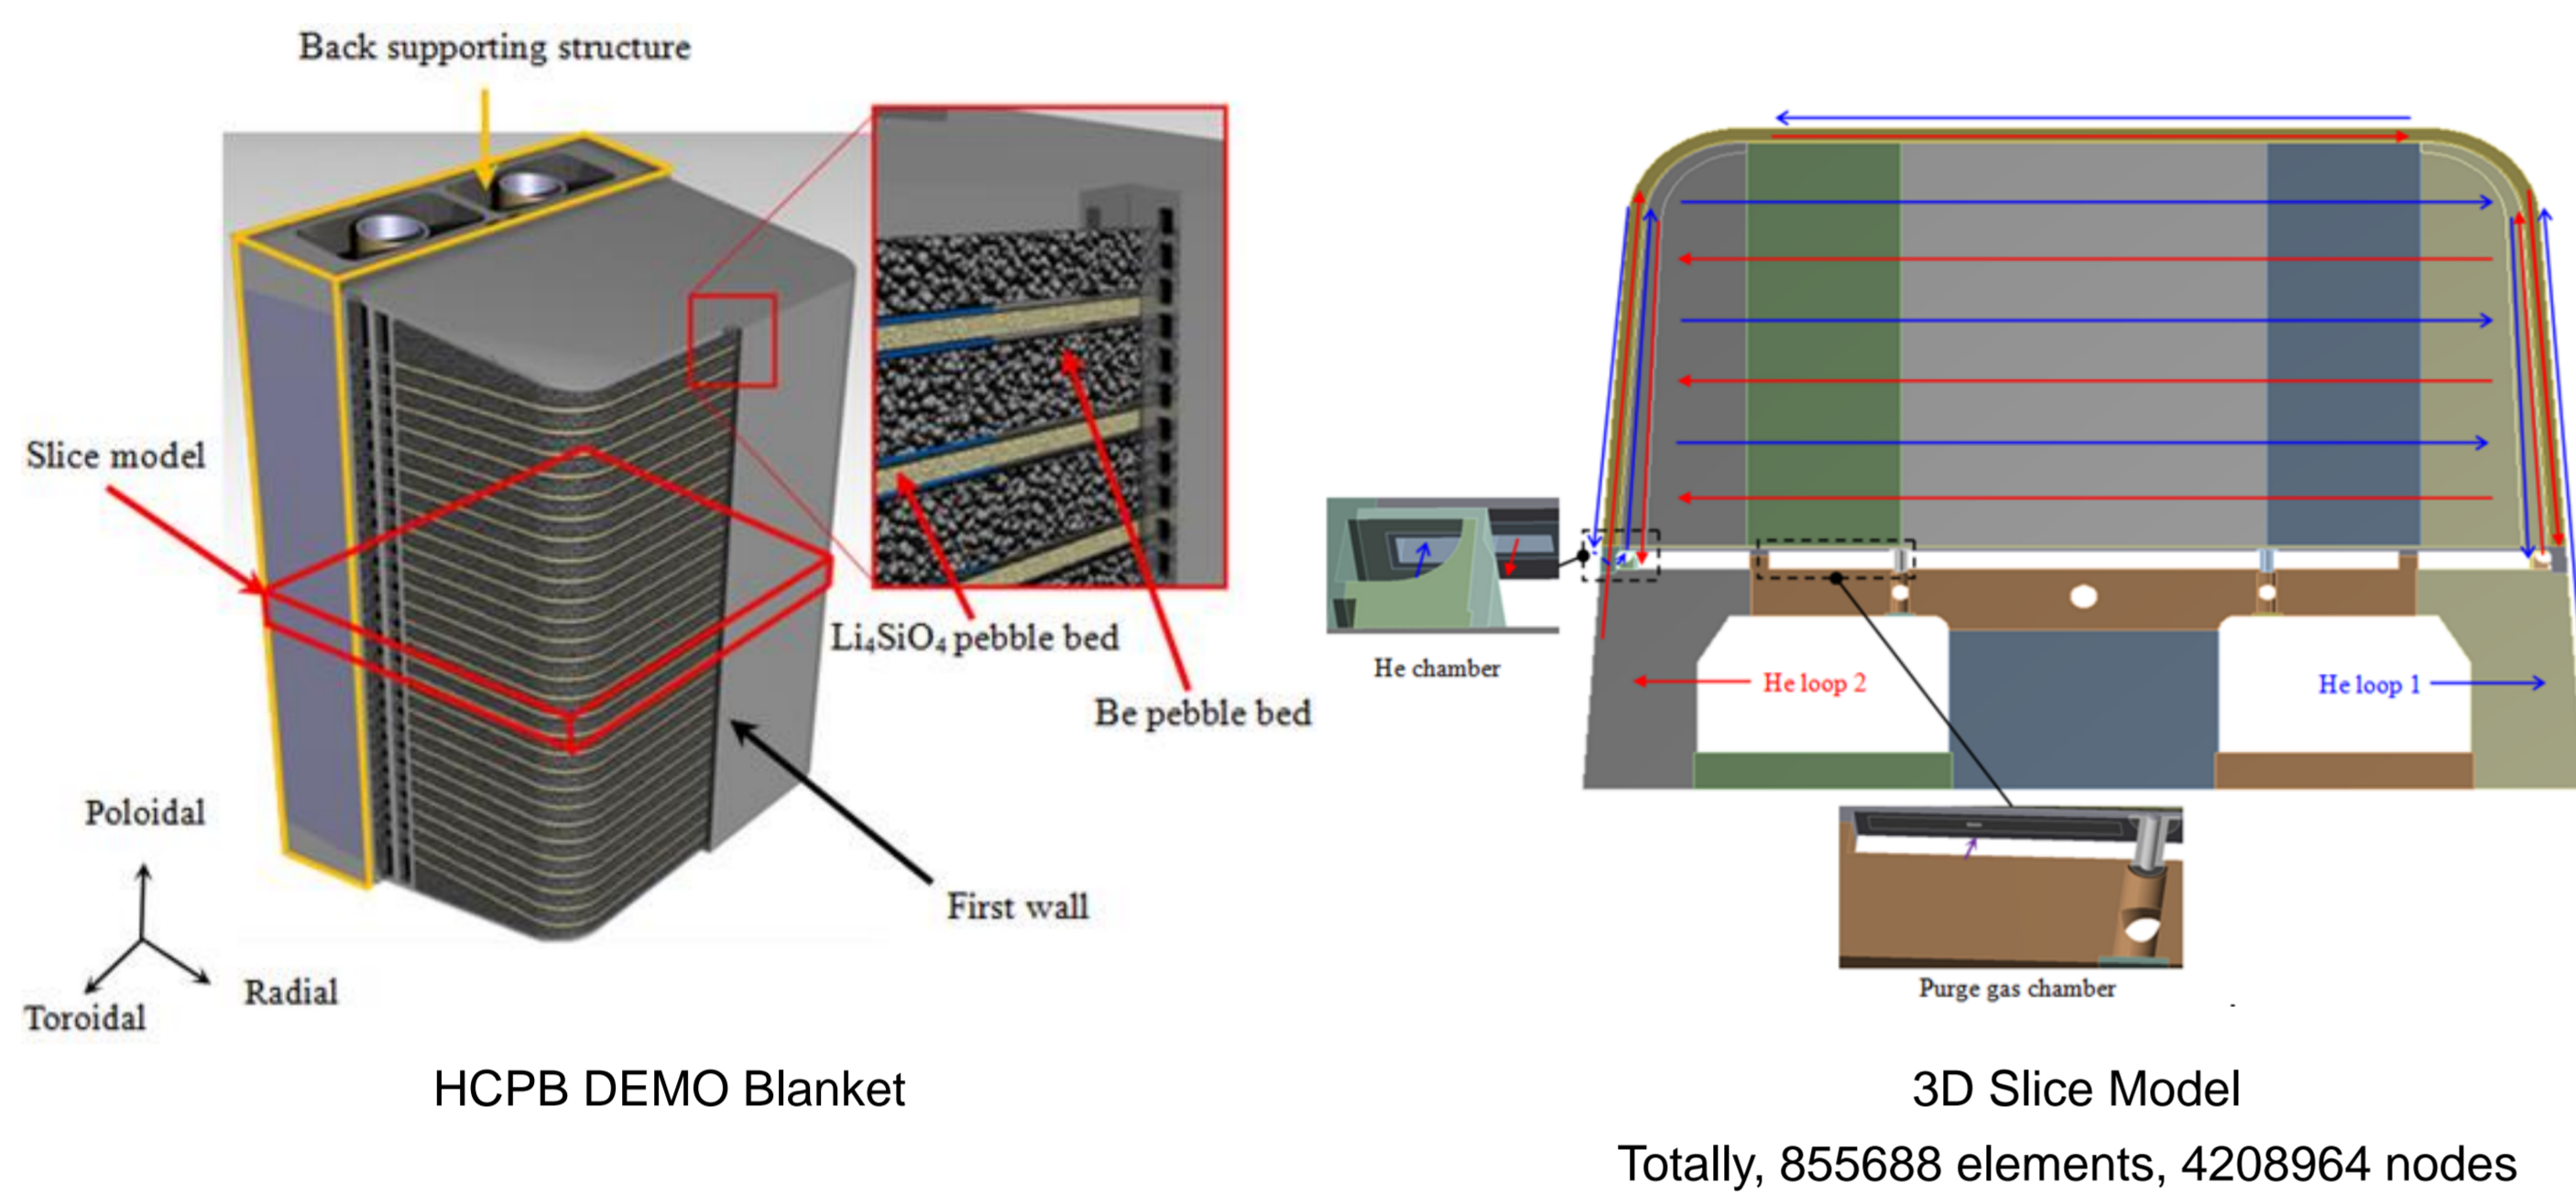 Back supporting structure
Slice model
Li₄SiO₄ pebble bed
Be pebble bed
First wall
Poloidal
Toroidal
Radial
HCPB DEMO Blanket
He chamber
He loop 2
He loop 1
Purge gas chamber
3D Slice Model
Totally, 855688 elements, 4208964 nodes